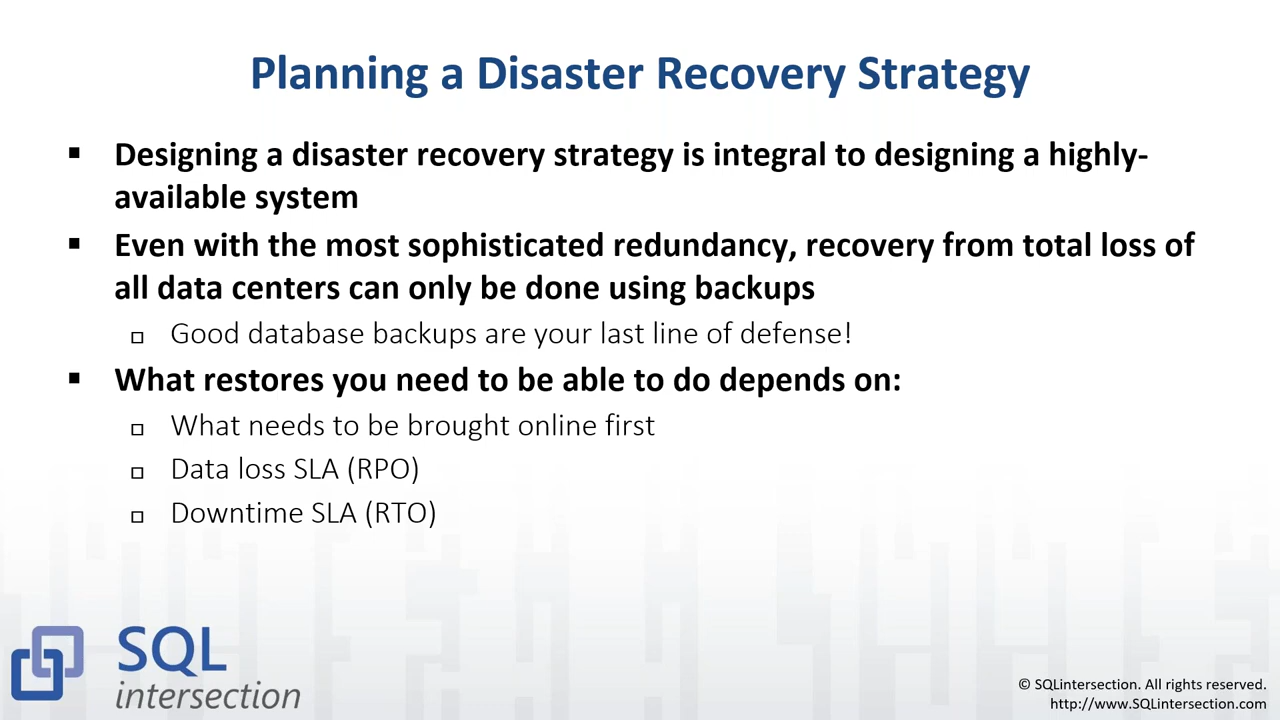 Planning a Disaster Recovery Strategy
▪ Designing a disaster recovery strategy is integral to designing a highly-
available system
▪ Even with the most sophisticated redundancy, recovery from total loss of
all data centers can only be done using backups
▫ Good database backups are your last line of defense!
▪ What restores you need to be able to do depends on:
▫ What needs to be brought online first
▫ Data loss SLA (RPO)
▫ Downtime SLA (RTO)
SQL
intersection
© SQLintersection. All rights reserved.
http://www.SQLintersection.com